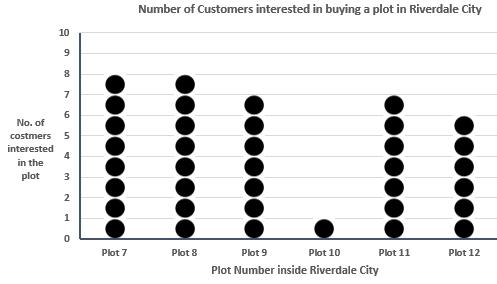 Number of Customers interested in buying a plot in Riverdale City
10
9
8
7
6
5
4
3
2
1
0
No. of
costmers
interested
in the
plot
Plot 7 Plot 8 Plot 9 Plot 10 Plot 11 Plot 12
Plot Number inside Riverdale City